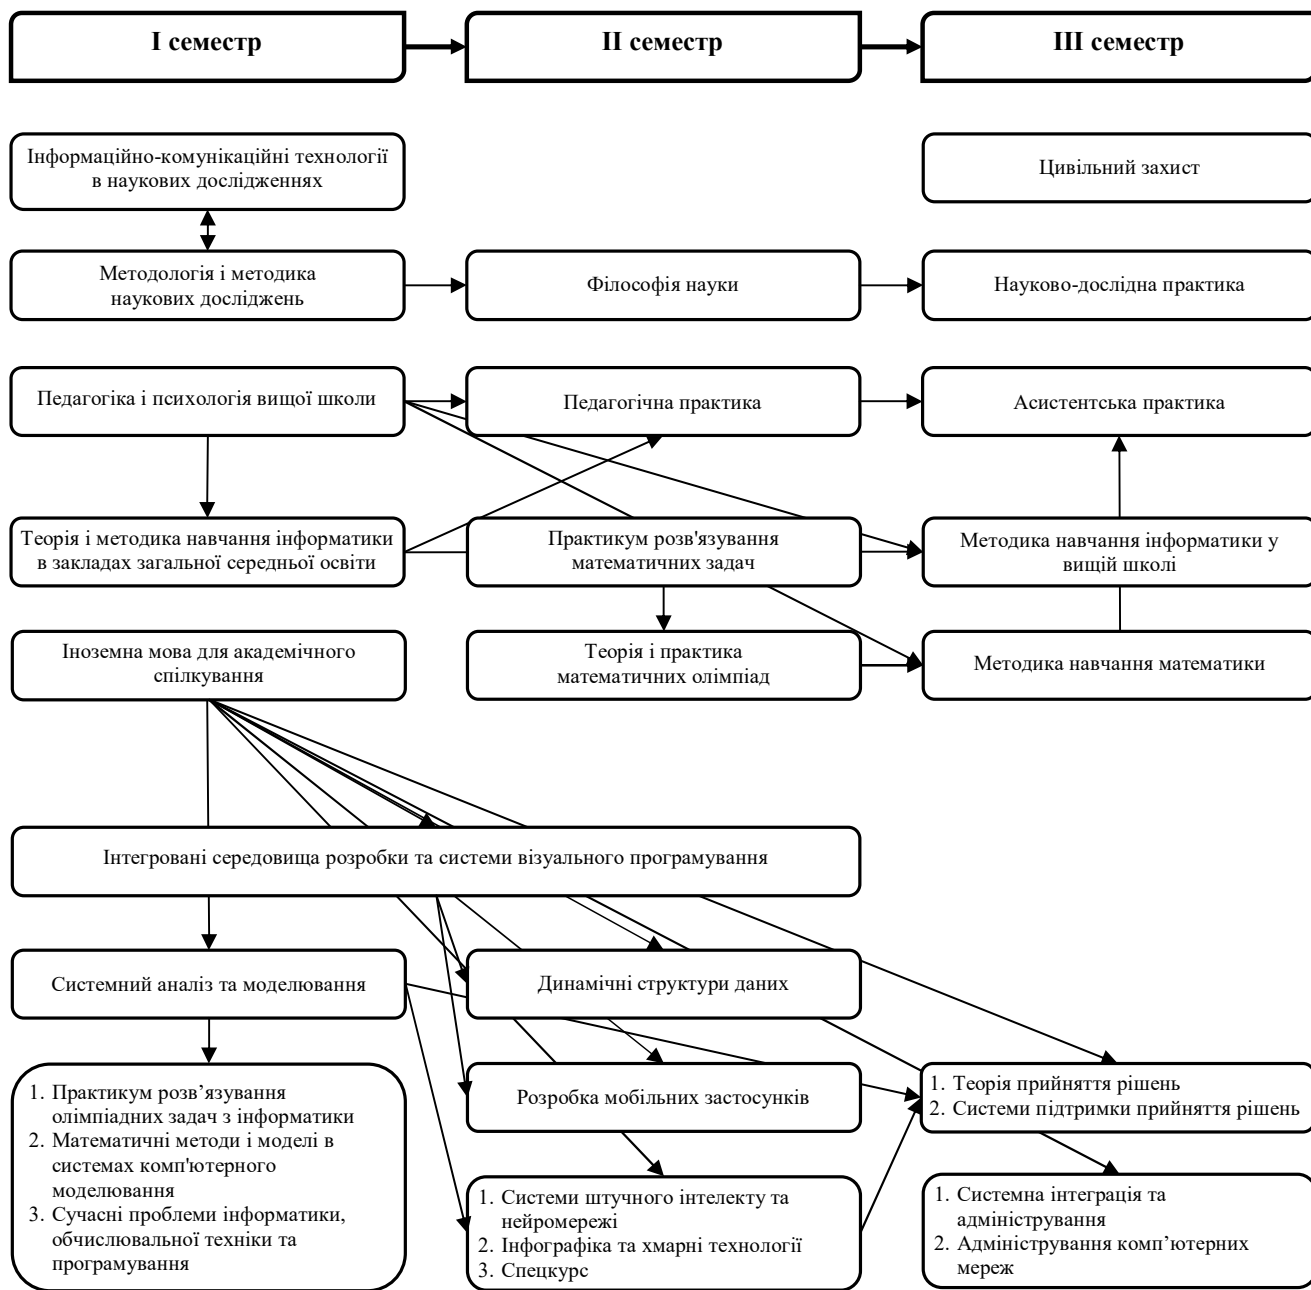 І семестр
ІІ семестр
ІІІ семестр
Інформаційно-комунікаційні технології
в наукових дослідженнях
Цивільний захист
Методологія і методика
наукових досліджень
Філософія науки
Науково-дослідна практика
Педагогіка і психологія вищої школи
Педагогічна практика
Асистентська практика
Теорія і методика навчання інформатики
в закладах загальної середньої освіти
Практикум розв'язування
математичних задач
Методика навчання інформатики у
вищій школі
Іноземна мова для академічного
спілкування
Теорія і практика
математичних олімпіад
Методика навчання математики
Інтегровані середовища розробки та системи візуального програмування
Системний аналіз та моделювання
Динамічні структури даних
1. Практикум розв’язування
олімпіадних задач з інформатики
2. Математичні методи і моделі в
системах комп'ютерного
моделювання
3. Сучасні проблеми інформатики,
обчислювальної техніки та
програмування
Розробка мобільних застосунків
1. Теорія прийняття рішень
2. Системи підтримки прийняття рішень
1. Системи штучного інтелекту та
нейромережі
2. Інфографіка та хмарні технології
3. Спецкурс
1. Системна інтеграція та
адміністрування
2. Адміністрування комп’ютерних
мереж